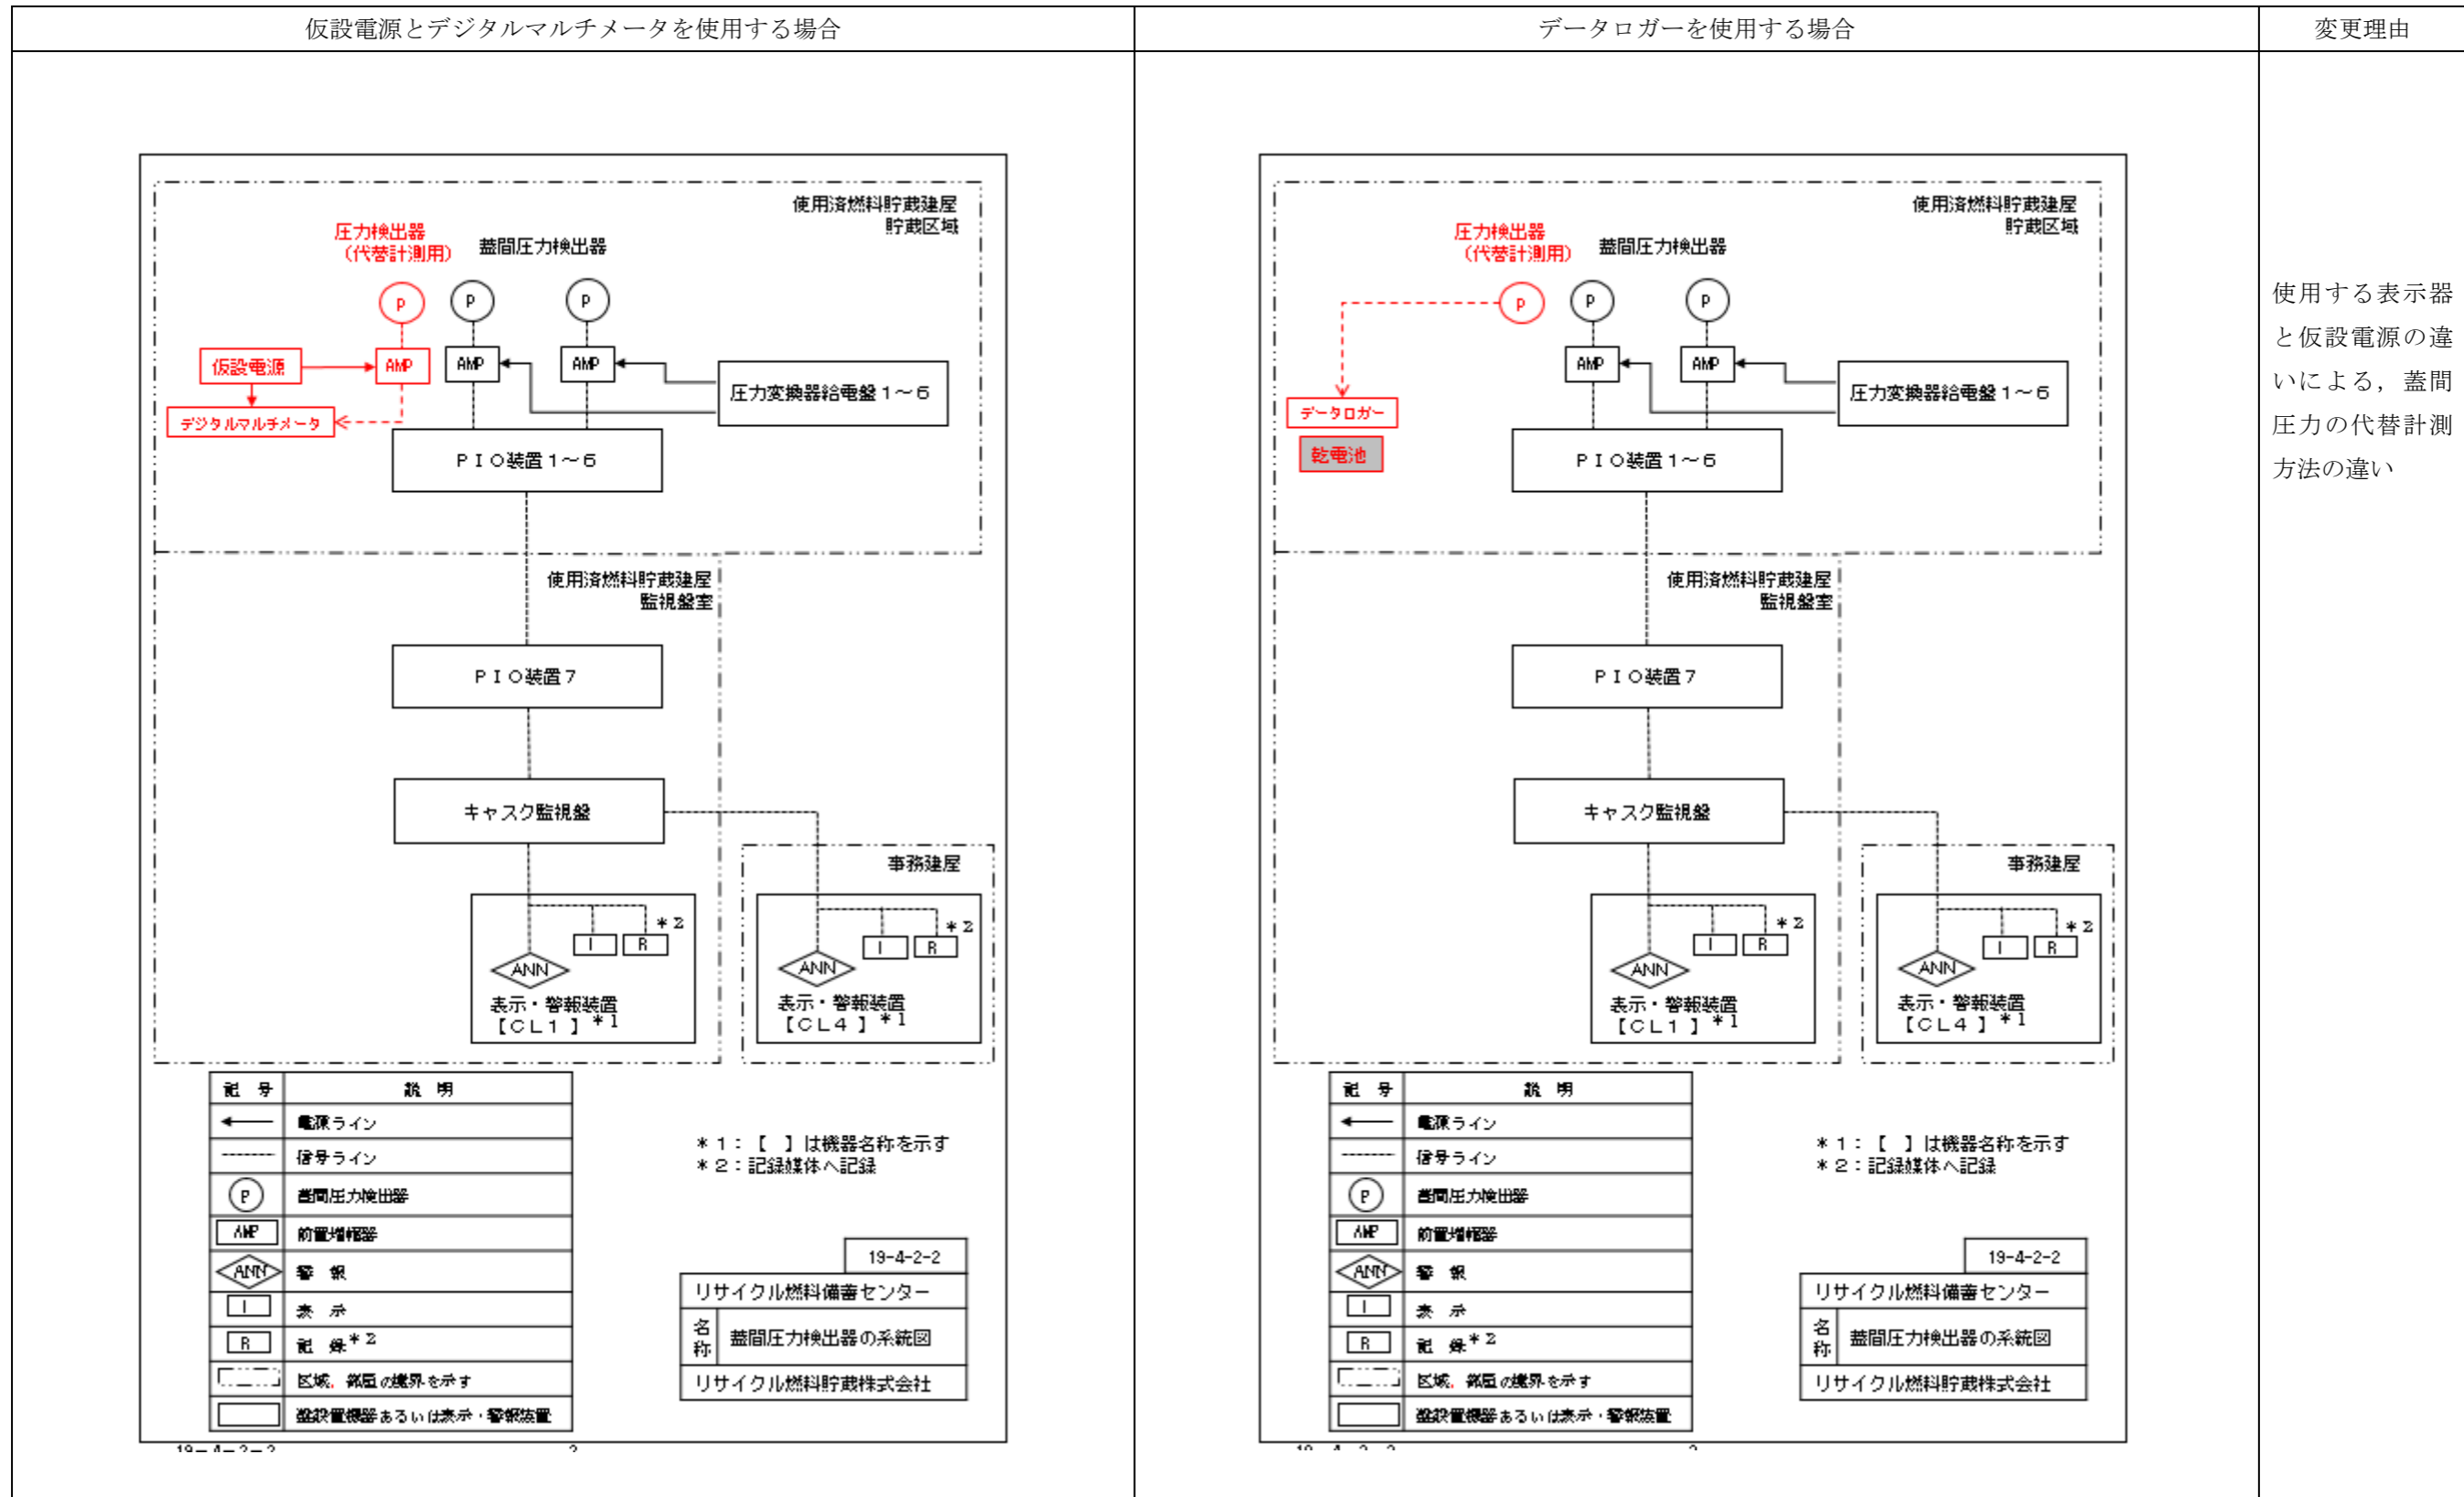 仮設電源とデジタルマルチメータを使用する場合
データロガーを使用する場合
変更理由
使用済燃料貯蔵建屋
貯蔵区域
圧力検出器
(代替計測用)
蓋間圧力検出器
P
P
P
仮設電源
AMP
AMP
AMP
デジタルマルチメータ
圧力変換器給電盤1~6
PIO装置1~6
使用済燃料貯蔵建屋
監視盤室
PIO装置7
キャスク監視盤
事務建屋
I
R
*2
ANN
表示・警報装置
【CL1】*1
I
R
*2
ANN
表示・警報装置
【CL4】*1
記 号
説 明
電源ライン
信号ライン
P
蓋間圧力検出器
AMP
前置増幅器
ANN
警 報
I
表 示
R
記 録*2
区域,部屋の境界を示す
盤設置機器あるいは表示・警報装置
*1:【 】は機器名称を示す
*2:記録媒体へ記録
19-4-2-2
リサイクル燃料備蓄センター
名称
蓋間圧力検出器の系統図
リサイクル燃料貯蔵株式会社
使用済燃料貯蔵建屋
貯蔵区域
圧力検出器
(代替計測用)
蓋間圧力検出器
P
P
P
AMP
AMP
データロガー
乾電池
圧力変換器給電盤1~6
PIO装置1~6
使用済燃料貯蔵建屋
監視盤室
PIO装置7
キャスク監視盤
事務建屋
I
R
*2
ANN
表示・警報装置
【CL1】*1
I
R
*2
ANN
表示・警報装置
【CL4】*1
記 号
説 明
電源ライン
信号ライン
P
蓋間圧力検出器
AMP
前置増幅器
ANN
警 報
I
表 示
R
記 録*2
区域,部屋の境界を示す
盤設置機器あるいは表示・警報装置
*1:【 】は機器名称を示す
*2:記録媒体へ記録
19-4-2-2
リサイクル燃料備蓄センター
名称
蓋間圧力検出器の系統図
リサイクル燃料貯蔵株式会社
使用する表示器
と仮設電源の違
いによる,蓋間
圧力の代替計測
方法の違い